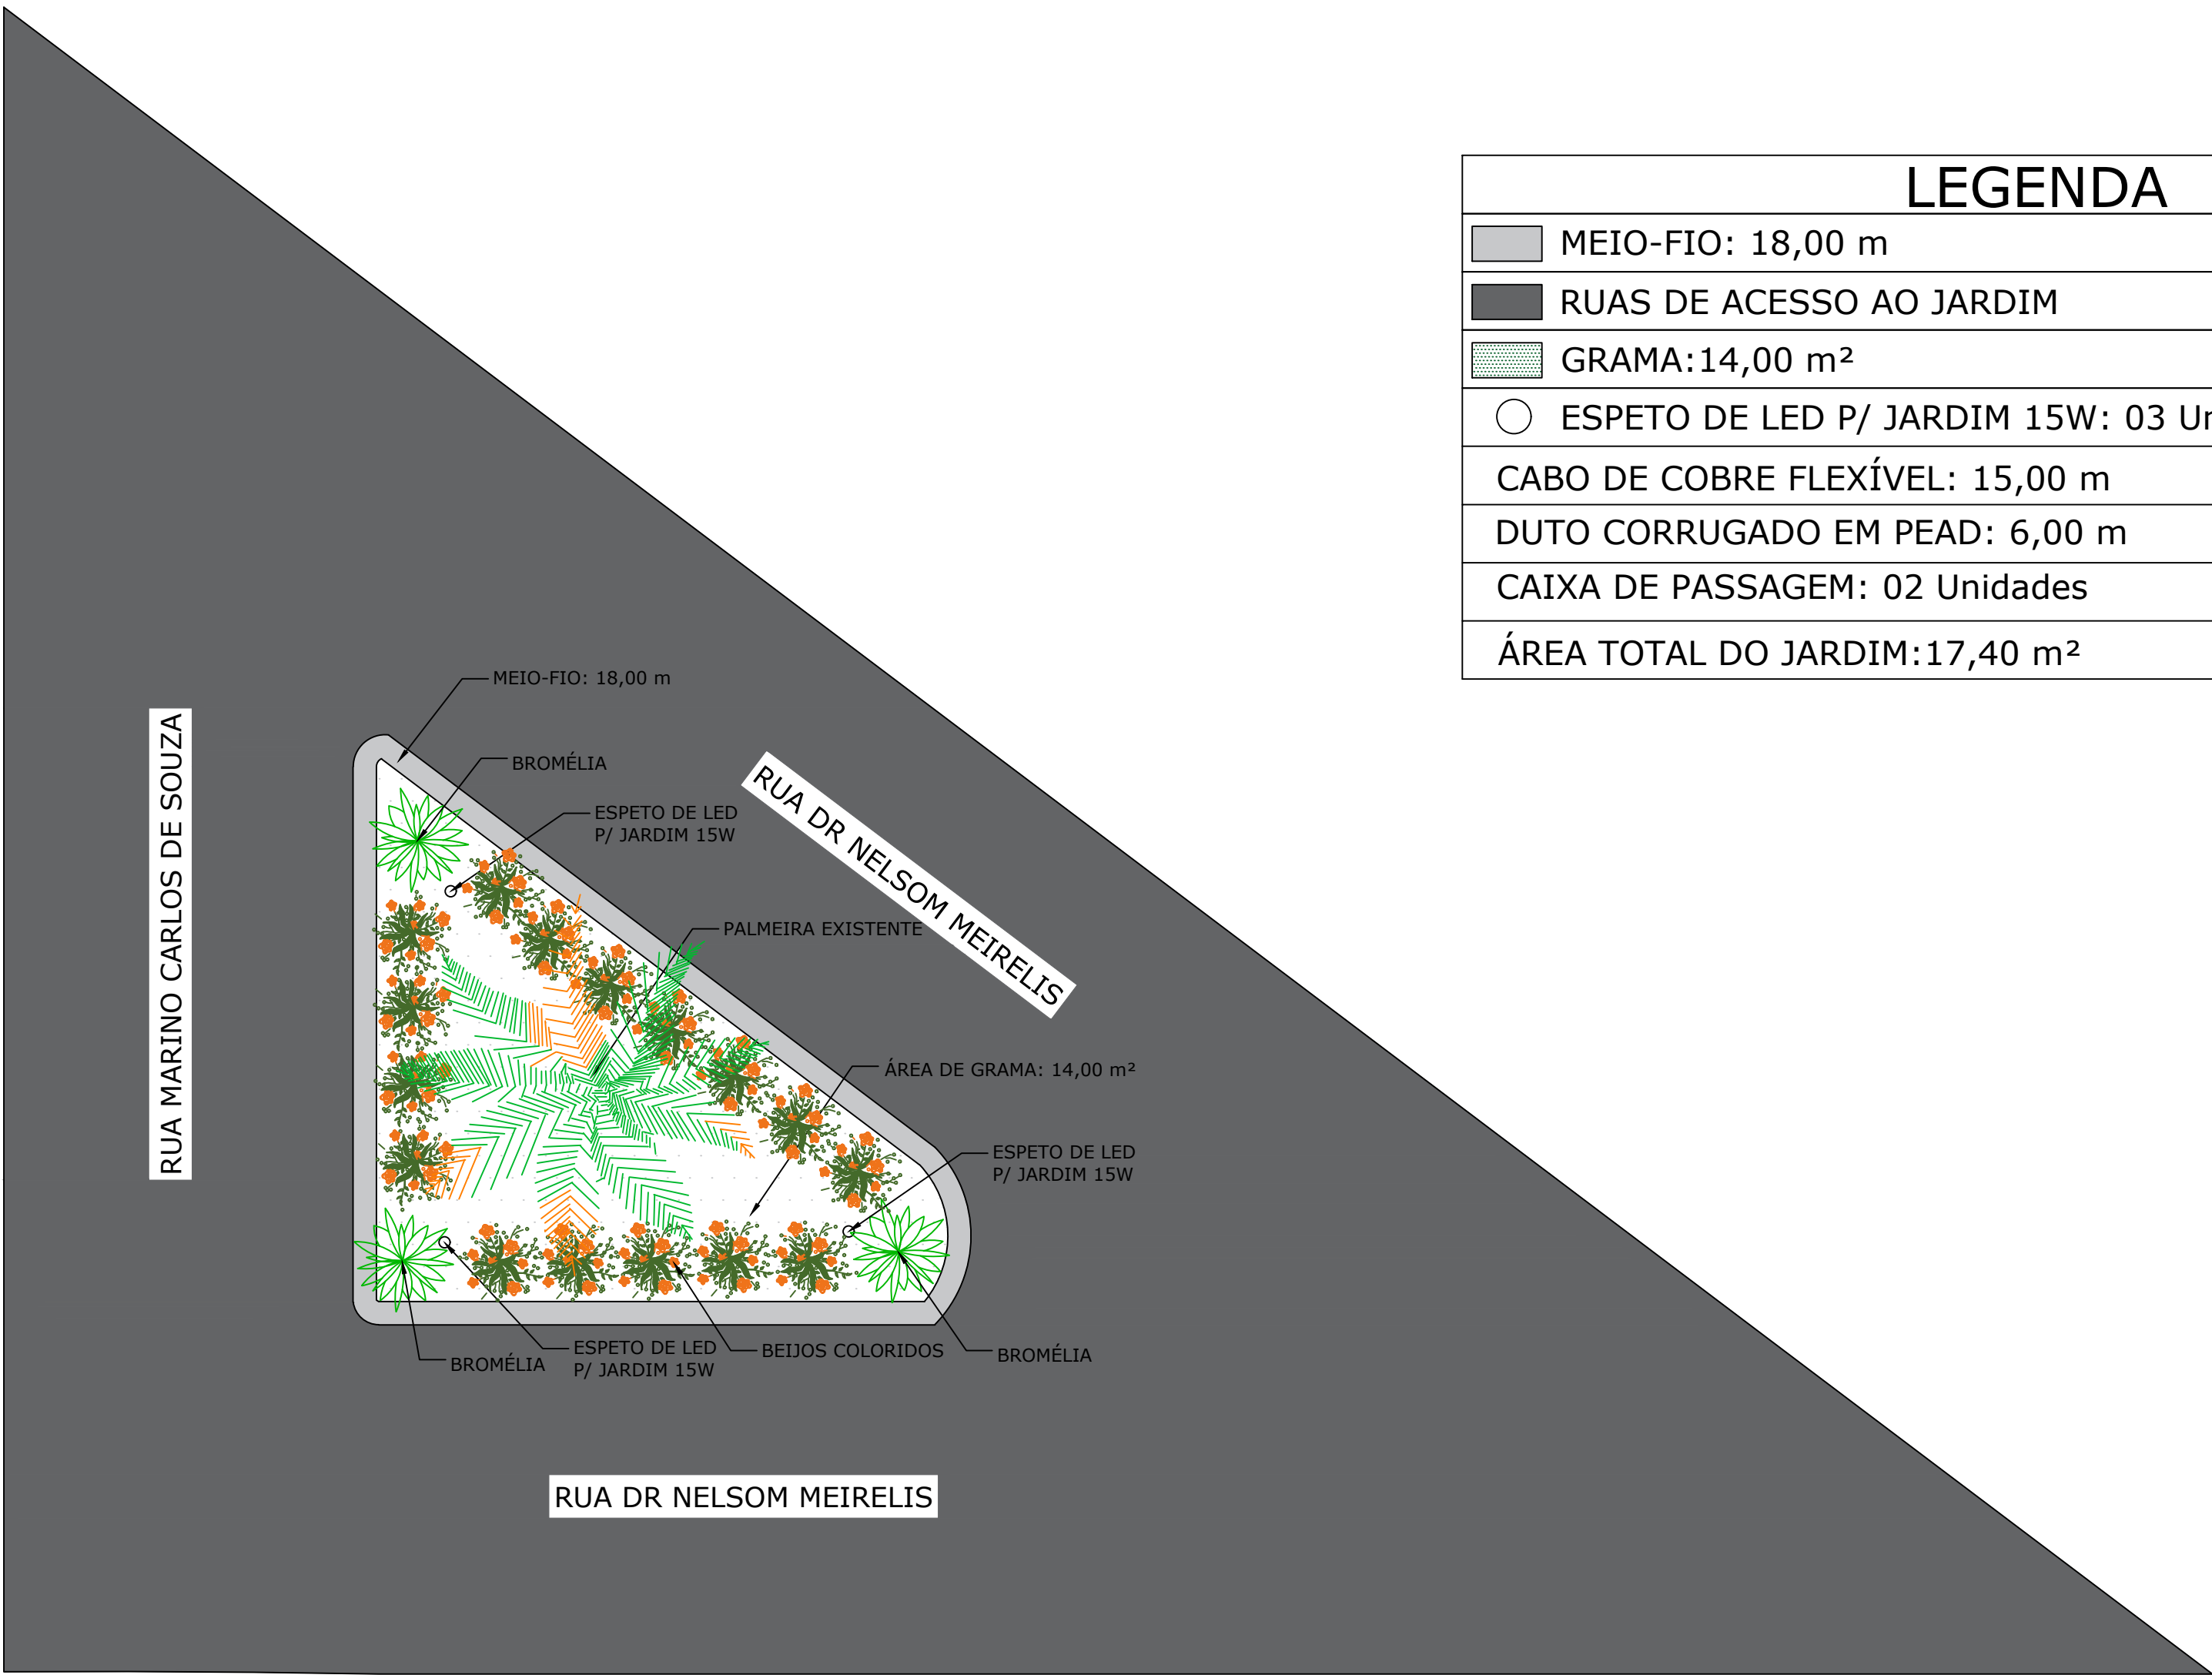 LEGENDA
MEIO-FIO: 18,00 m
RUAS DE ACESSO AO JARDIM
GRAMA:14,00 m²
ESPETO DE LED P/ JARDIM 15W: 03
CABO DE COBRE FLEXÍVEL: 15,00 m
DUTO CORRUGADO EM PEAD: 6,00 m
CAIXA DE PASSAGEM: 02 Unidades
ÁREA TOTAL DO JARDIM:17,40 m²
MEIO-FIO: 18,00 m
BROMÉLIA
ESPETO DE LED
P/ JARDIM 15W
RUA MARINO CARLOS DE SOUZA
RUA DR NELSOM MEIRELIS
PALMEIRA EXISTENTE
ÁREA DE GRAMA: 14,00 m²
ESPETO DE LED
P/ JARDIM 15W
BROMÉLIA
ESPETO DE LED
P/ JARDIM 15W
BEIJOS COLORIDOS
BROMÉLIA
RUA DR NELSOM MEIRELIS